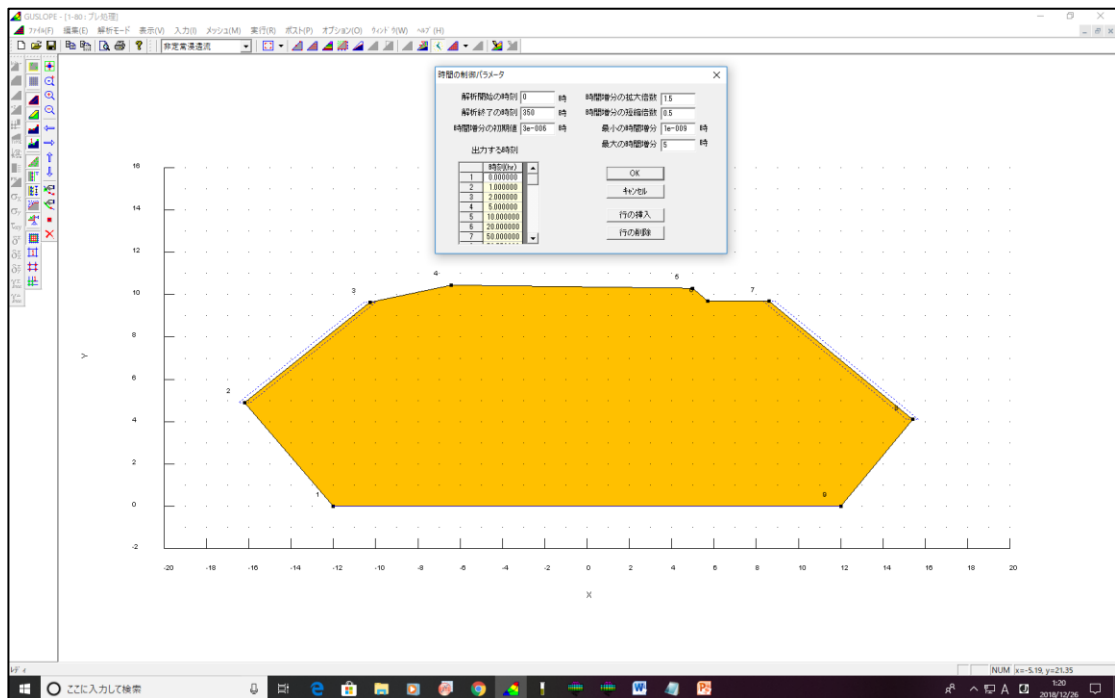 GUSLOPE - [1-80 : プレ処理]
ファイル(F) 編集(E) 解析モード 表示(V) 入力(I) メッシュ(M) 実行(R) ポスト(P) オプション(O) ウィンドウ(W) ヘルプ(H)
非定常浸透流
時間の制御パラメータ
解析開始の時刻 0 時 時間増分の拡大倍数 1.5
解析終了の時刻 350 時 時間増分の短縮倍数 0.5
時間増分の初期値 3e-006 時 最小の時間増分 1e-009 時
最大の時間増分 5 時
出力する時刻
時刻(hr)
1 0.000000
2 1.000000
3 2.000000
4 5.000000
5 10.000000
6 20.000000
7 50.000000
OK
キャンセル
行の挿入
行の削除
16
14
12
10
8
6
4
2
0
-2
Y
1
2
3
4
7
9
-20 -18 -16 -14 -12 -10 -8 -6 -4 -2 0 2 4 6 8 10 12 14 16 18 20
X
レディ
NUM x=-5.19, y=21.35
ここに入力して検索
A
1:20
2018/12/26